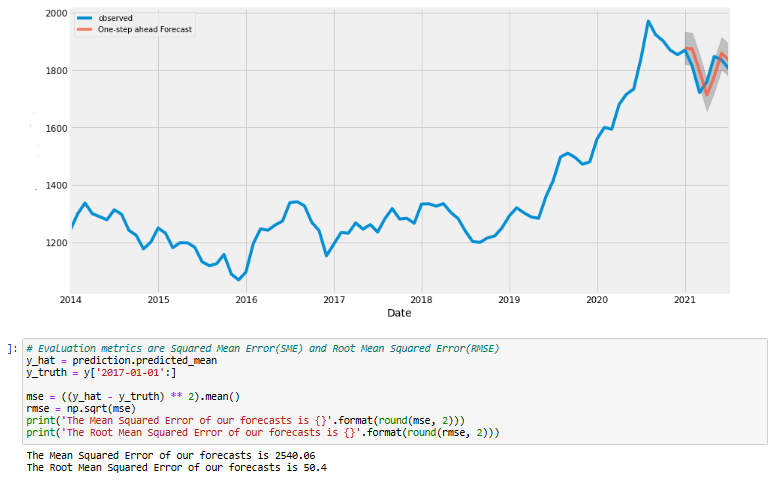 2000
observed
One-step ahead Forecast
1800
1600
1400
1200
2014 2015 2016 2017 2018 2019 2020 2021
Date
]: # Evaluation metrics are Squared Mean Error(SME) and Root Mean Squared Error(RMSE)
y_hat = prediction.predicted_mean
y_truth = y['2017-01-01':]
mse = ((y_hat - y_truth) ** 2).mean()
rmse = np.sqrt(mse)
print('The Mean Squared Error of our forecasts is {}'.format(round(mse, 2)))
print('The Root Mean Squared Error of our forecasts is {}'.format(round(rmse, 2)))
The Mean Squared Error of our forecasts is 2540.06
The Root Mean Squared Error of our forecasts is 50.4